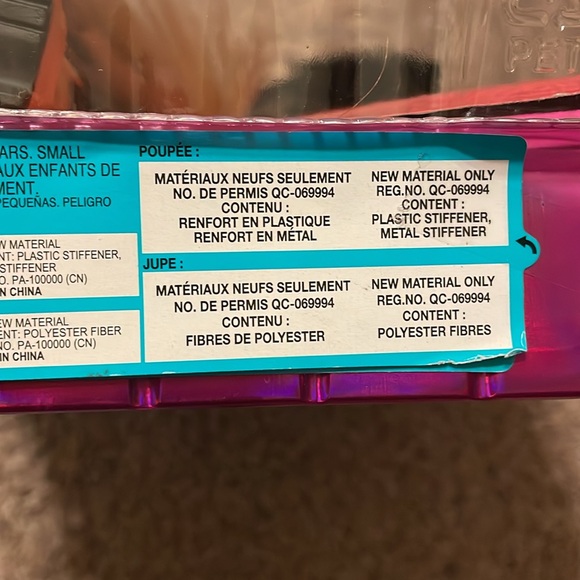 ARS. SMALL
AUX ENFANTS DE
MENT.
PEQUEÑAS. PELIGRO
W MATERIAL
NT: PLASTIC STIFFENER,
STIFFENER
O. PA-100000 (CN)
IN CHINA
EW MATERIAL
ENT: POLYESTER FIBER
NO. PA-100000 (CN)
IN CHINA
POUPÉE :
MATÉRIAUX NEUFS SEULEMENT
NO. DE PERMIS QC-069994
CONTENU :
RENFORT EN PLASTIQUE
RENFORT EN MÉTAL
NEW MATERIAL ONLY
REG.NO. QC-069994
CONTENT :
PLASTIC STIFFENER,
METAL STIFFENER
JUPE :
MATÉRIAUX NEUFS SEULEMENT
NO. DE PERMIS QC-069994
CONTENU :
FIBRES DE POLYESTER
NEW MATERIAL ONLY
REG.NO. QC-069994
CONTENT :
POLYESTER FIBRES